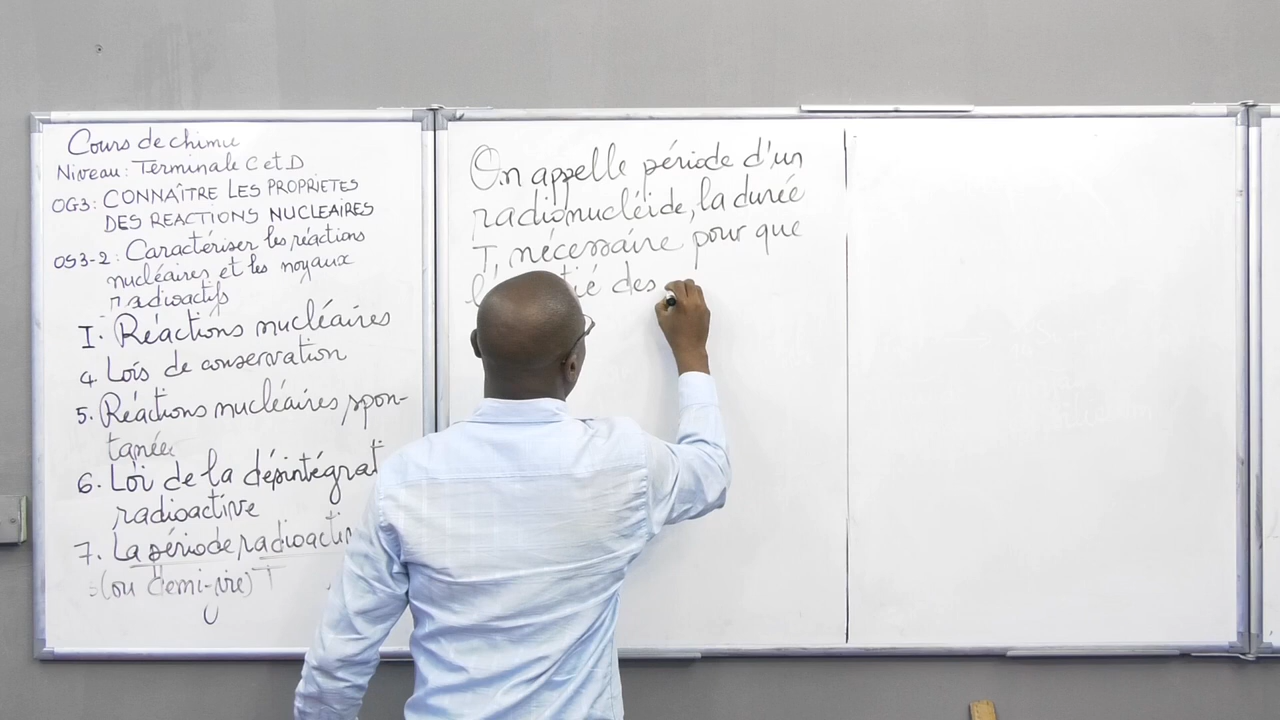 Cours de chimie
Niveau: Terminale C et D
OG3: CONNAÎTRE LES PROPRIETES
DES REACTIONS NUCLEAIRES
OS3-2: Caractériser les réactions
nucléaires et les noyaux
radioactifs
I. Réactions nucléaires
4. Lois de conservation
5. Réactions nucléaires spon-
tanées
6. Loi de la désintégrat
radioactive
7. La période radioactiv
(ou demi-vie) T
On appelle période d'un
radionucléide, la durée
T, nécessaire pour que
des